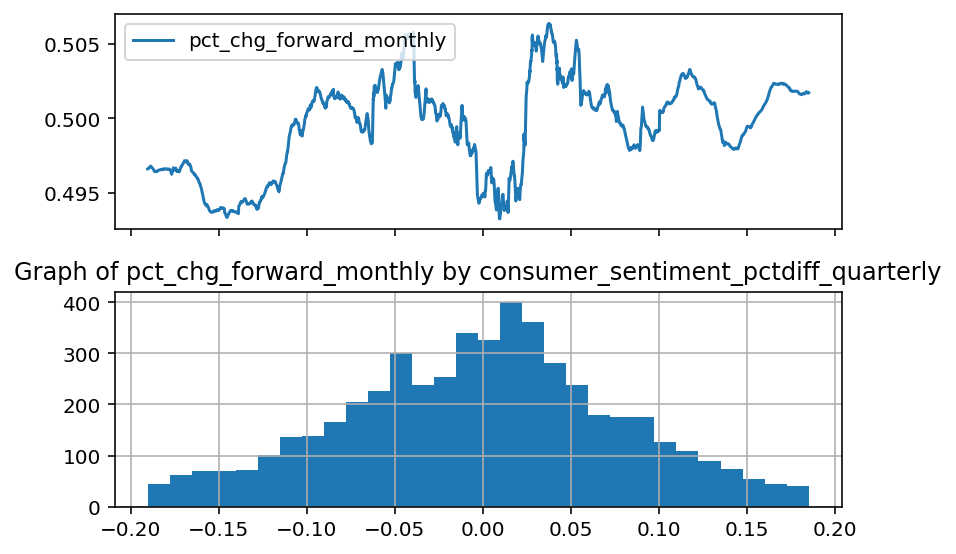 pct_chg_forward_monthly
0.505
0.500
0.495
Graph of pct_chg_forward_monthly by consumer_sentiment_pctdiff_quarterly
400
300
200
100
0
−0.20 −0.15 −0.10 −0.05 0.00 0.05 0.10 0.15 0.20